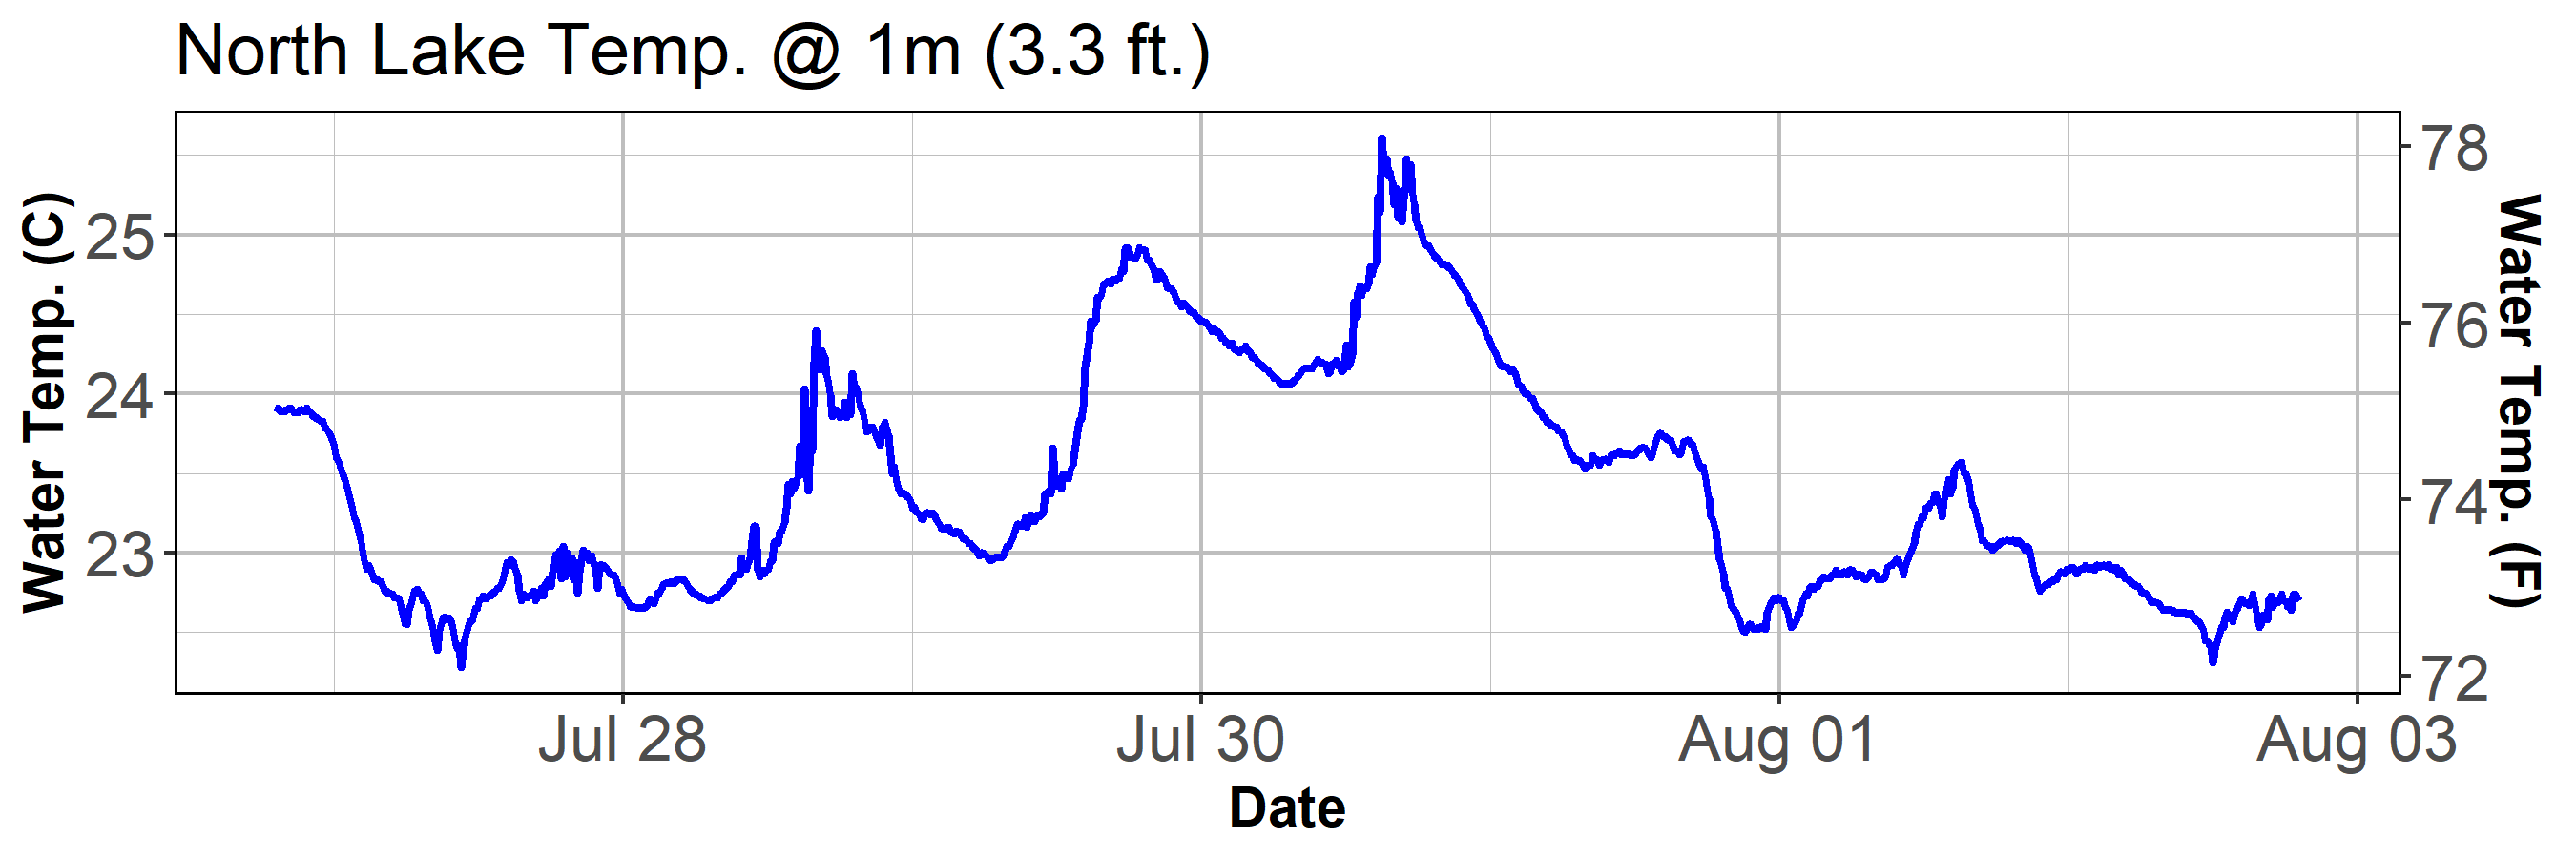 North Lake Temp. @ 1m (3.3 ft.)
Water Temp. (C)
25
24
23
78
76
74
72
Water Temp. (F)
Jul 28
Jul 30
Aug 01
Aug 03
Date